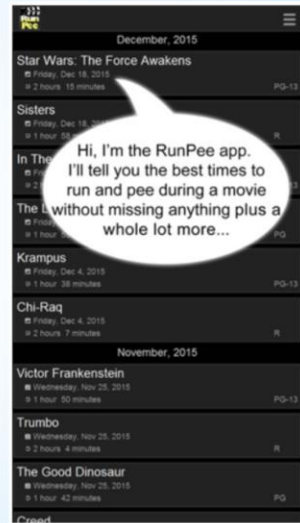 Run
Pee
December, 2015
Star Wars: The Force Awakens
Friday, Dec 18, 2015
2 hours 15 minutes
PG-13
Sisters
Friday, Dec 18,
1 hour
R
Hi, I'm the RunPee app.
I'll tell you the best times to
run and pee during a movie
without missing anything plus a
whole lot more...
In The
The
1 hour
PG
Krampus
Friday, Dec 4, 2015
1 hour 38 minutes
PG-13
Chi-Raq
Friday, Dec 4, 2015
2 hours 7 minutes
R
November, 2015
Victor Frankenstein
Wednesday, Nov 25, 2015
1 hour 50 minutes
PG-13
Trumbo
Wednesday, Nov 25, 2015
2 hours 4 minutes
R
The Good Dinosaur
Wednesday, Nov 25, 2015
1 hour 42 minutes
PG
Creed